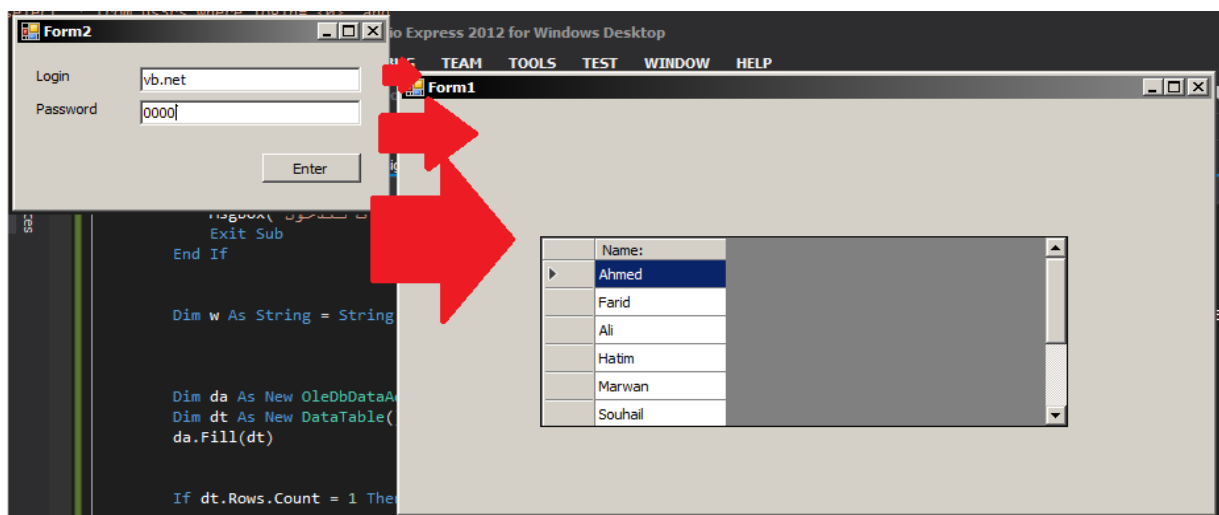 Form2
io Express 2012 for Windows Desktop
TEAM TOOLS TEST WINDOW HELP
Login
vb.net
Form1
Password
0000
Enter
MsgBox("
Exit Sub
End If
Name:
Ahmed
Farid
Ali
Hatim
Marwan
Souhail
Dim w As String = String
Dim da As New OleDbDataA
Dim dt As New DataTable(
da.Fill(dt)
If dt.Rows.Count = 1 The